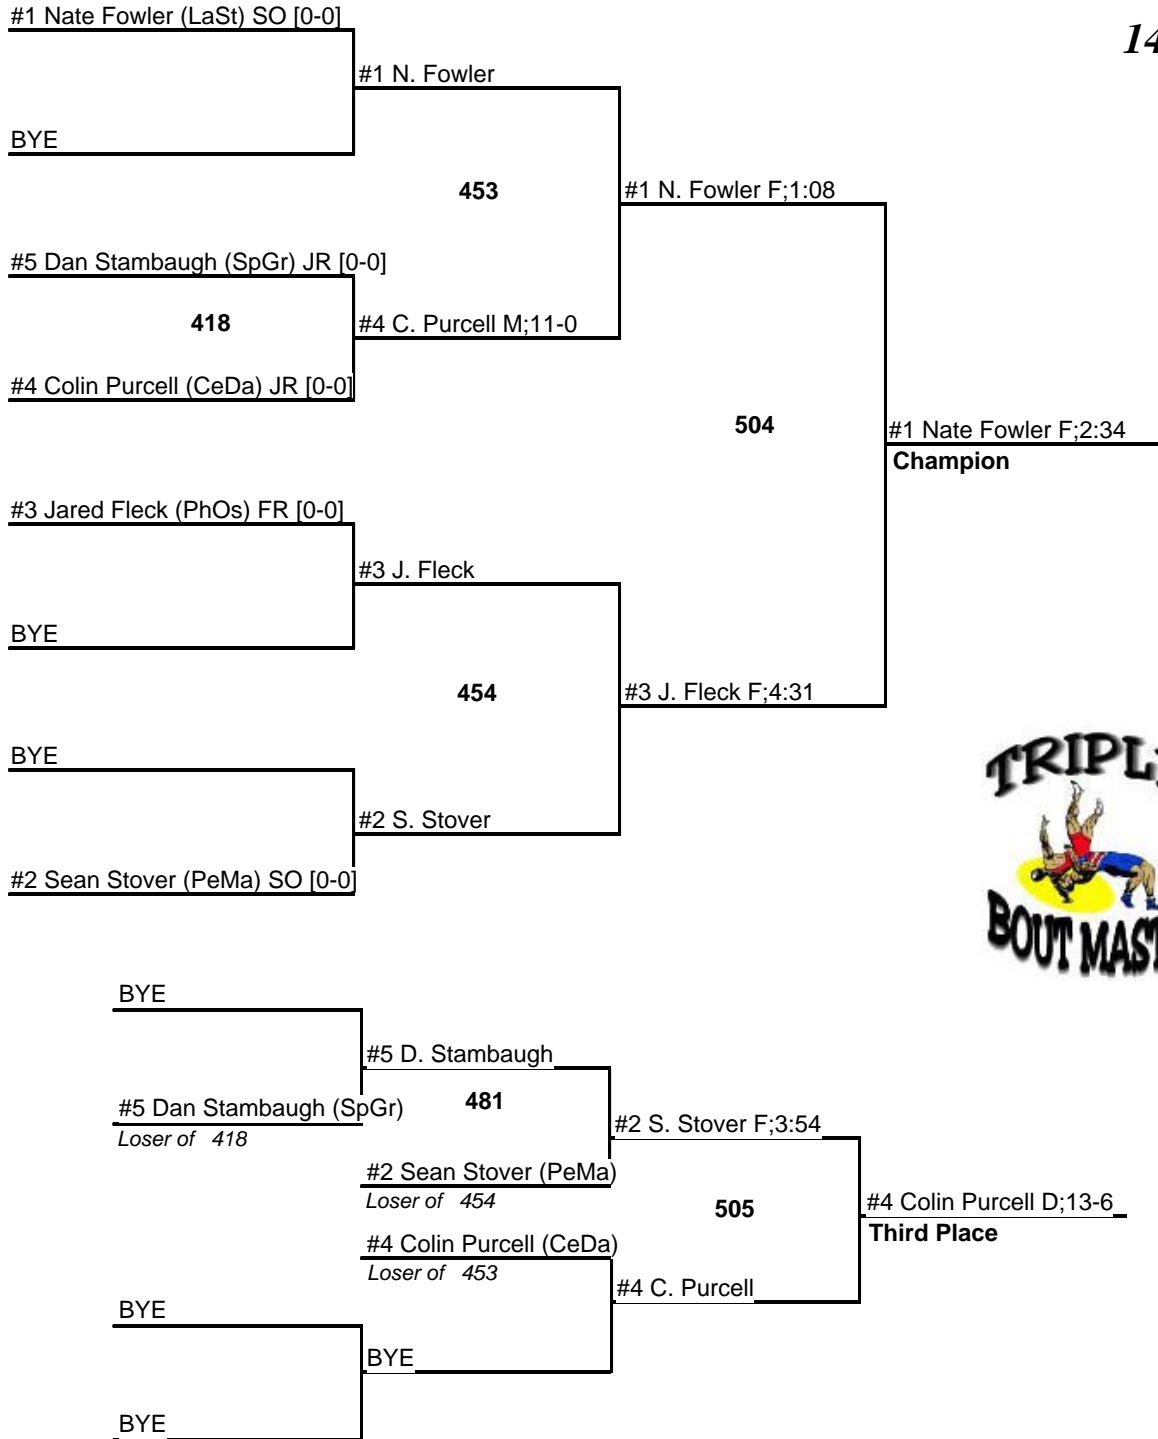 #1 Nate Fowler (LaSt) SO [0-0]
14
#1 N. Fowler
BYE
453
#1 N. Fowler F;1:08
#5 Dan Stambaugh (SpGr) JR [0-0]
418
#4 C. Purcell M;11-0
#4 Colin Purcell (CeDa) JR [0-0]
504
#1 Nate Fowler F;2:34
Champion
#3 Jared Fleck (PhOs) FR [0-0]
#3 J. Fleck
BYE
454
#3 J. Fleck F;4:31
BYE
#2 S. Stover
#2 Sean Stover (PeMa) SO [0-0]
TRIPL
BOUT MAST
BYE
#5 D. Stambaugh
#5 Dan Stambaugh (SpGr)
Loser of 418
481
#2 S. Stover F;3:54
#2 Sean Stover (PeMa)
Loser of 454
505
#4 Colin Purcell D;13-6
Third Place
#4 Colin Purcell (CeDa)
Loser of 453
#4 C. Purcell
BYE
BYE
BYE